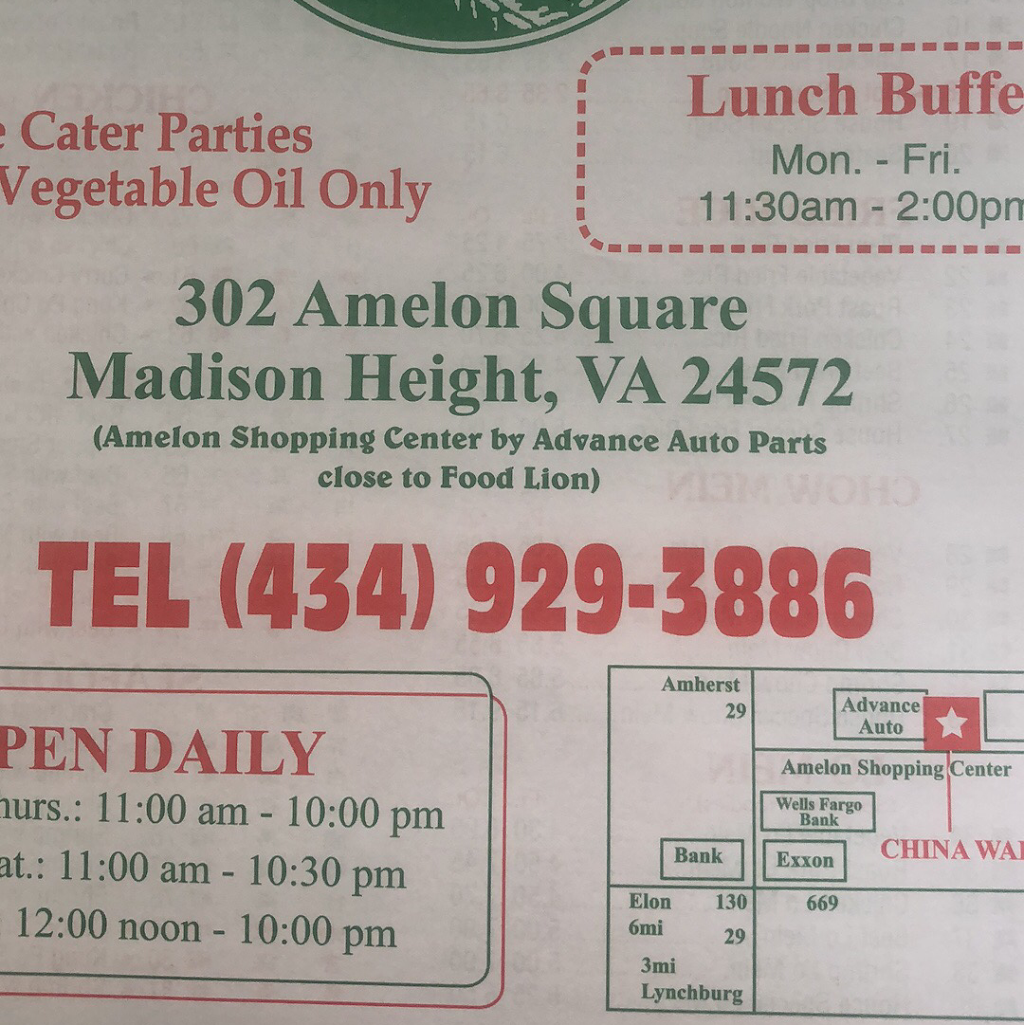 Lunch Buffe
Mon. - Fri.
11:30am - 2:00pm
e Cater Parties
Vegetable Oil Only
302 Amelon Square
Madison Height, VA 24572
(Amelon Shopping Center by Advance Auto Parts
close to Food Lion)
TEL (434) 929-3886
PEN DAILY
hurs.: 11:00 am - 10:00 pm
at.: 11:00 am - 10:30 pm
12:00 noon - 10:00 pm
Amherst
29
Advance
Auto
Amelon Shopping Center
Wells Fargo
Bank
CHINA WA
Bank
Exxon
Elon 130 669
6mi 29
3mi
Lynchburg